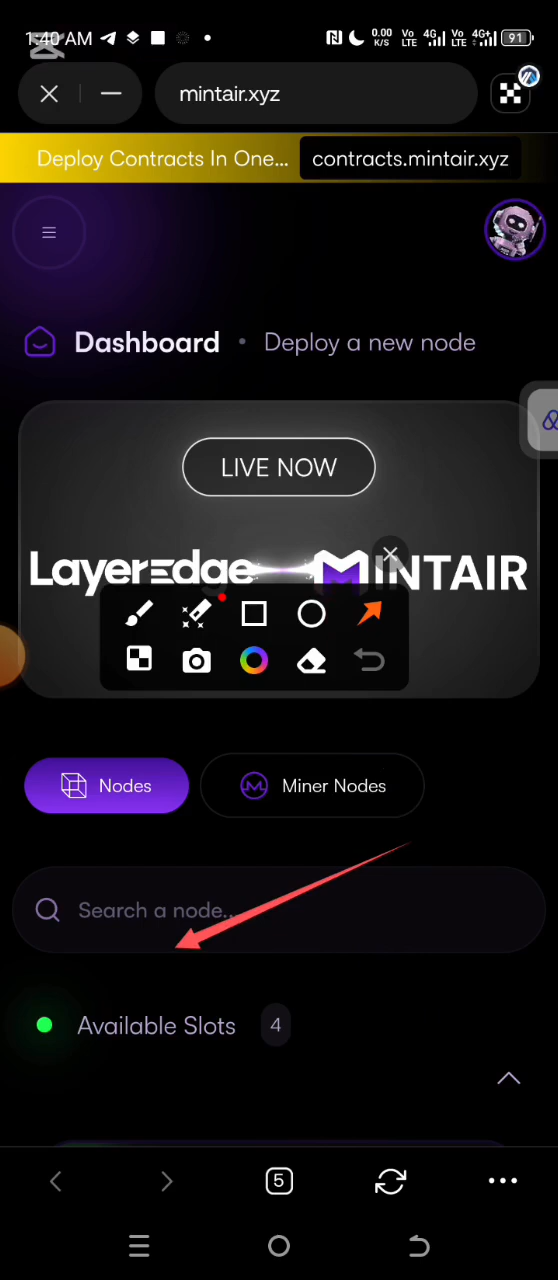 1:40 AM
0.00 K/S Vo LTE 4G Vo LTE 4G+ 91
mintair.xyz
Deploy Contracts In One... contracts.mintair.xyz
Dashboard • Deploy a new node
LIVE NOW
LayerEdge MINTAIR
Nodes Miner Nodes
Search a node...
Available Slots 4
5